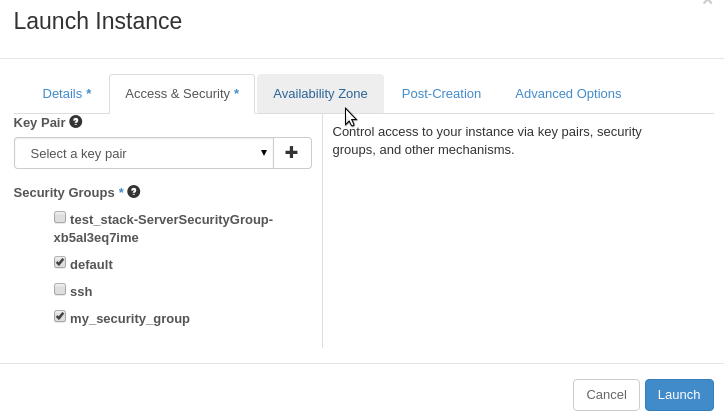 Launch Instance
Details *
Access & Security *
Availability Zone
Post-Creation
Advanced Options
Key Pair
Select a key pair
Control access to your instance via key pairs, security
groups, and other mechanisms.
Security Groups *
test_stack-ServerSecurityGroup-
xb5al3eq7ime
default
ssh
my_security_group
Cancel
Launch